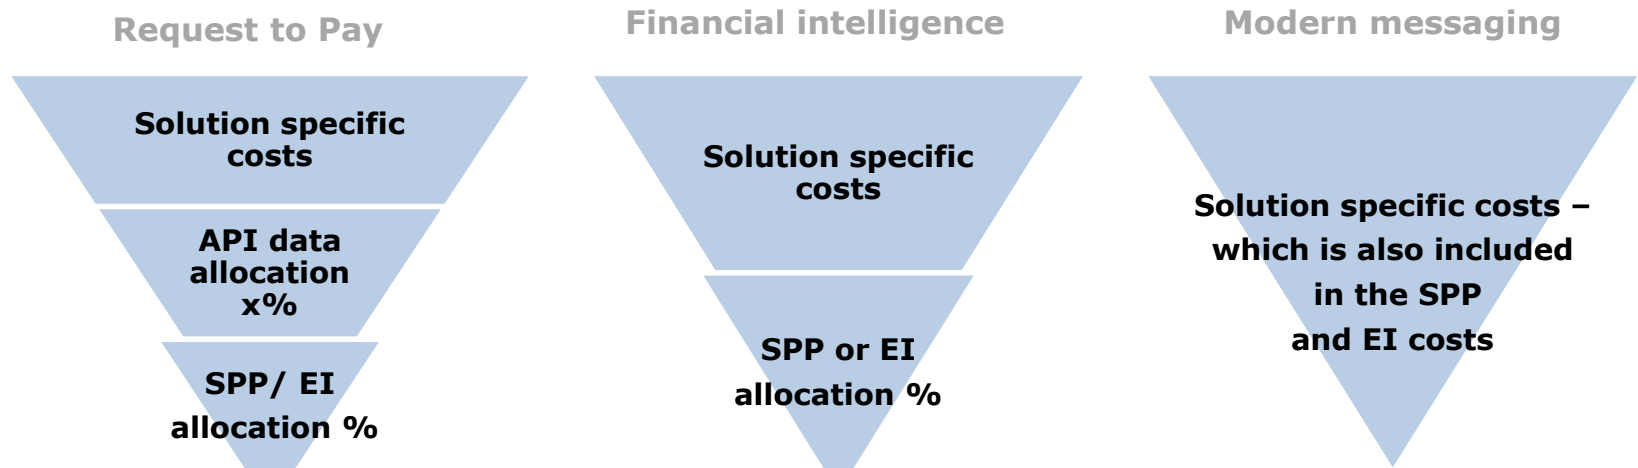 Request to Pay
Solution specific
costs
API data
allocation
x%
SPP/ EI
allocation %
Financial intelligence
Solution specific
costs
SPP or EI
allocation %
Modern messaging
Solution specific costs –
which is also included
in the SPP
and EI costs